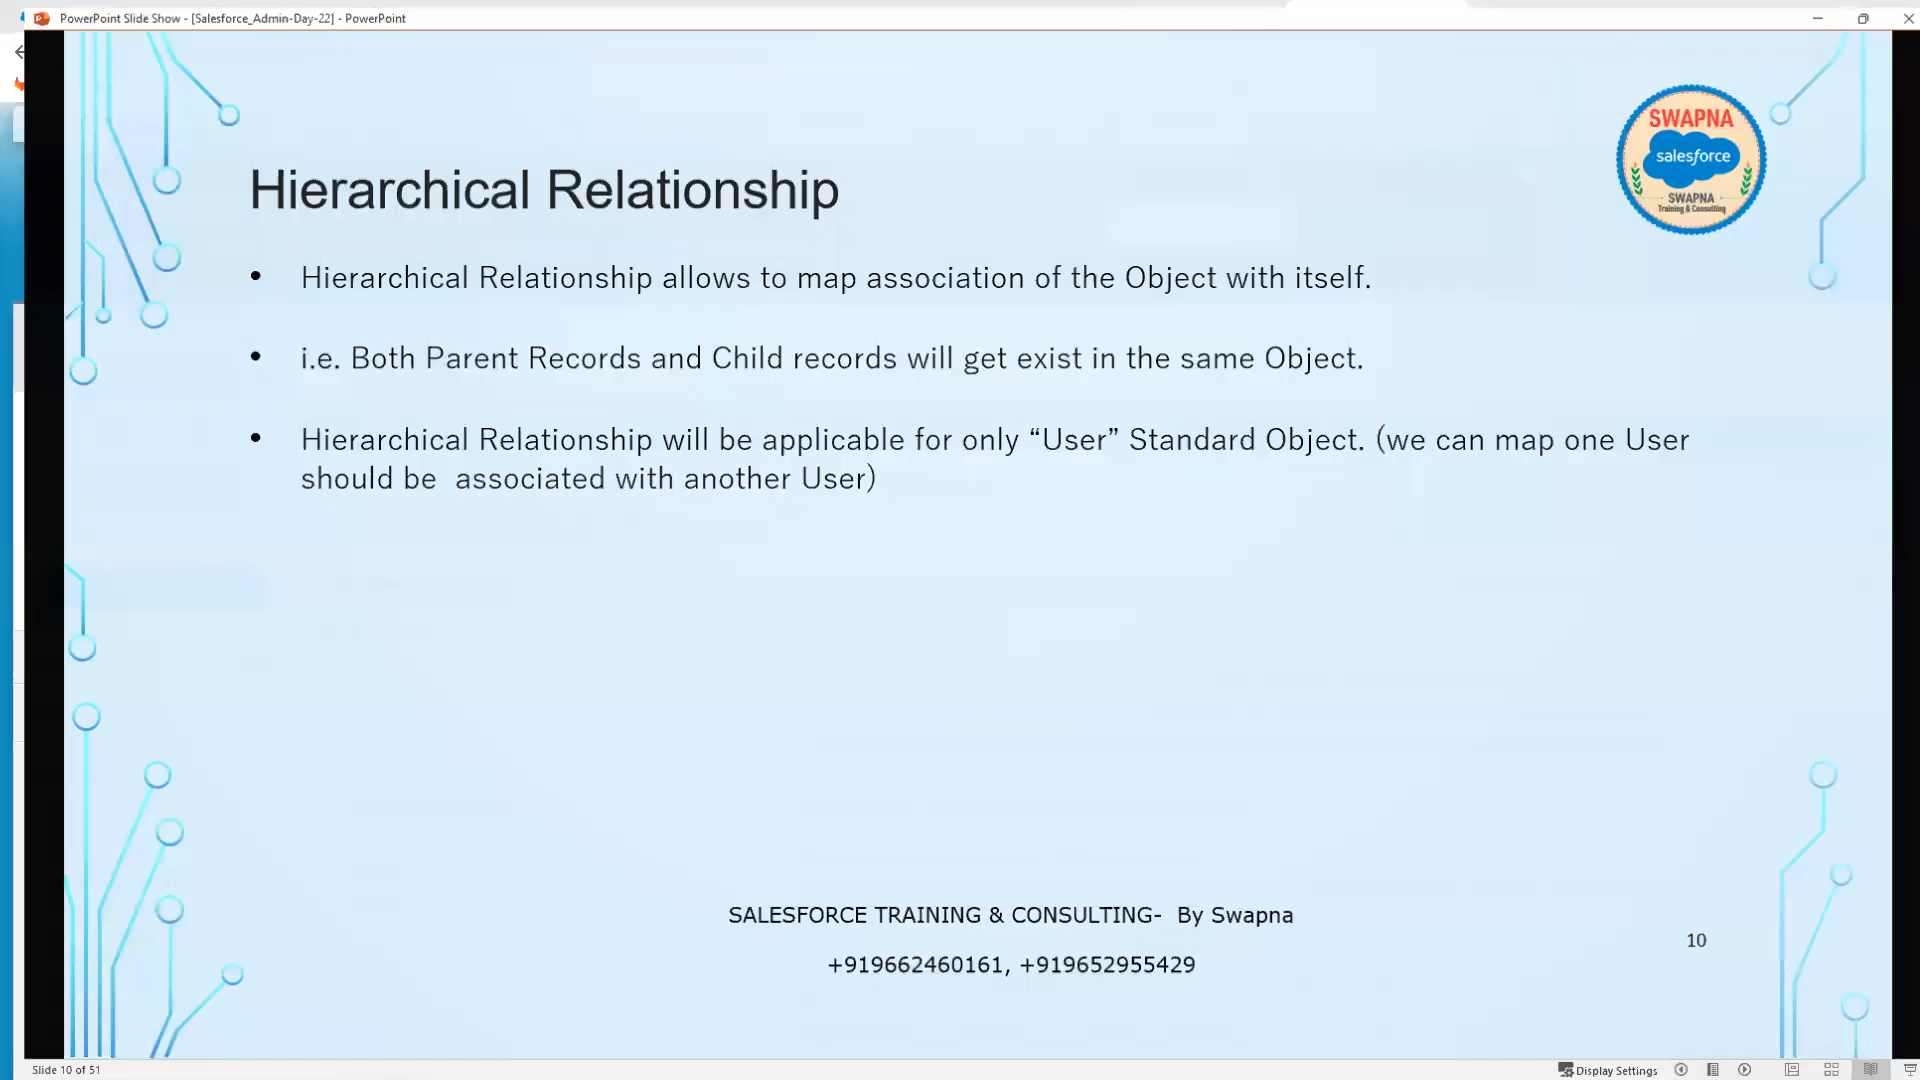 PowerPoint Slide Show - [Salesforce_Admin-Day-22] - PowerPoint
SWAPNA
salesforce
SWAPNA
Training & Consulting
Hierarchical Relationship
• Hierarchical Relationship allows to map association of the Object with itself.
• i.e. Both Parent Records and Child records will get exist in the same Object.
• Hierarchical Relationship will be applicable for only “User” Standard Object. (we can map one User
should be  associated with another User)
SALESFORCE TRAINING & CONSULTING-  By Swapna
10
+919662460161, +919652955429
Slide 10 of 51
Display Settings